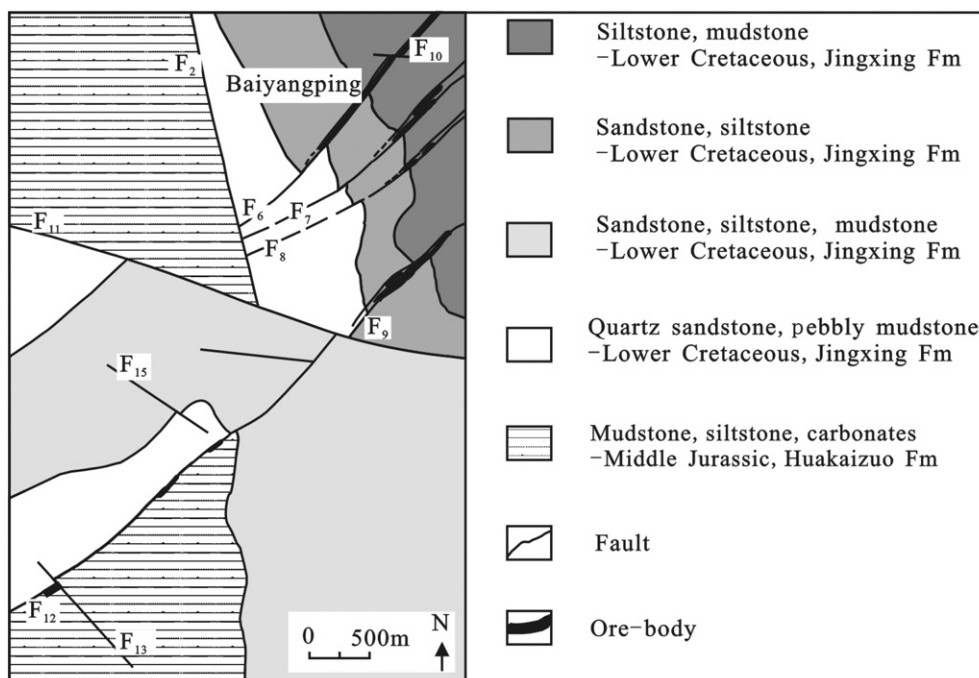 F10
F2
Baiyangping
F6
F7
F11
F8
F9
F15
F12
F13
0 500m
N
Siltstone, mudstone
-Lower Cretaceous, Jingxing Fm
Sandstone, siltstone
-Lower Cretaceous, Jingxing Fm
Sandstone, siltstone, mudstone
-Lower Cretaceous, Jingxing Fm
Quartz sandstone, pebbly mudstone
-Lower Cretaceous, Jingxing Fm
Mudstone, siltstone, carbonates
-Middle Jurassic, Huakaizuo Fm
Fault
Ore-body